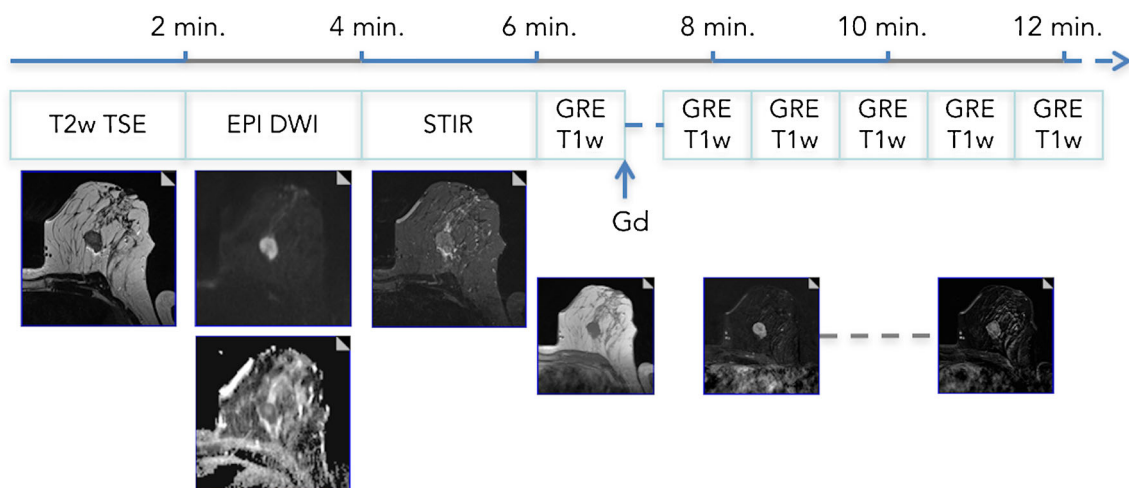 2 min. 4 min. 6 min. 8 min. 10 min. 12 min.
T2w TSE EPI DWI STIR GRE T1w GRE T1w GRE T1w GRE T1w GRE T1w GRE T1w
Gd